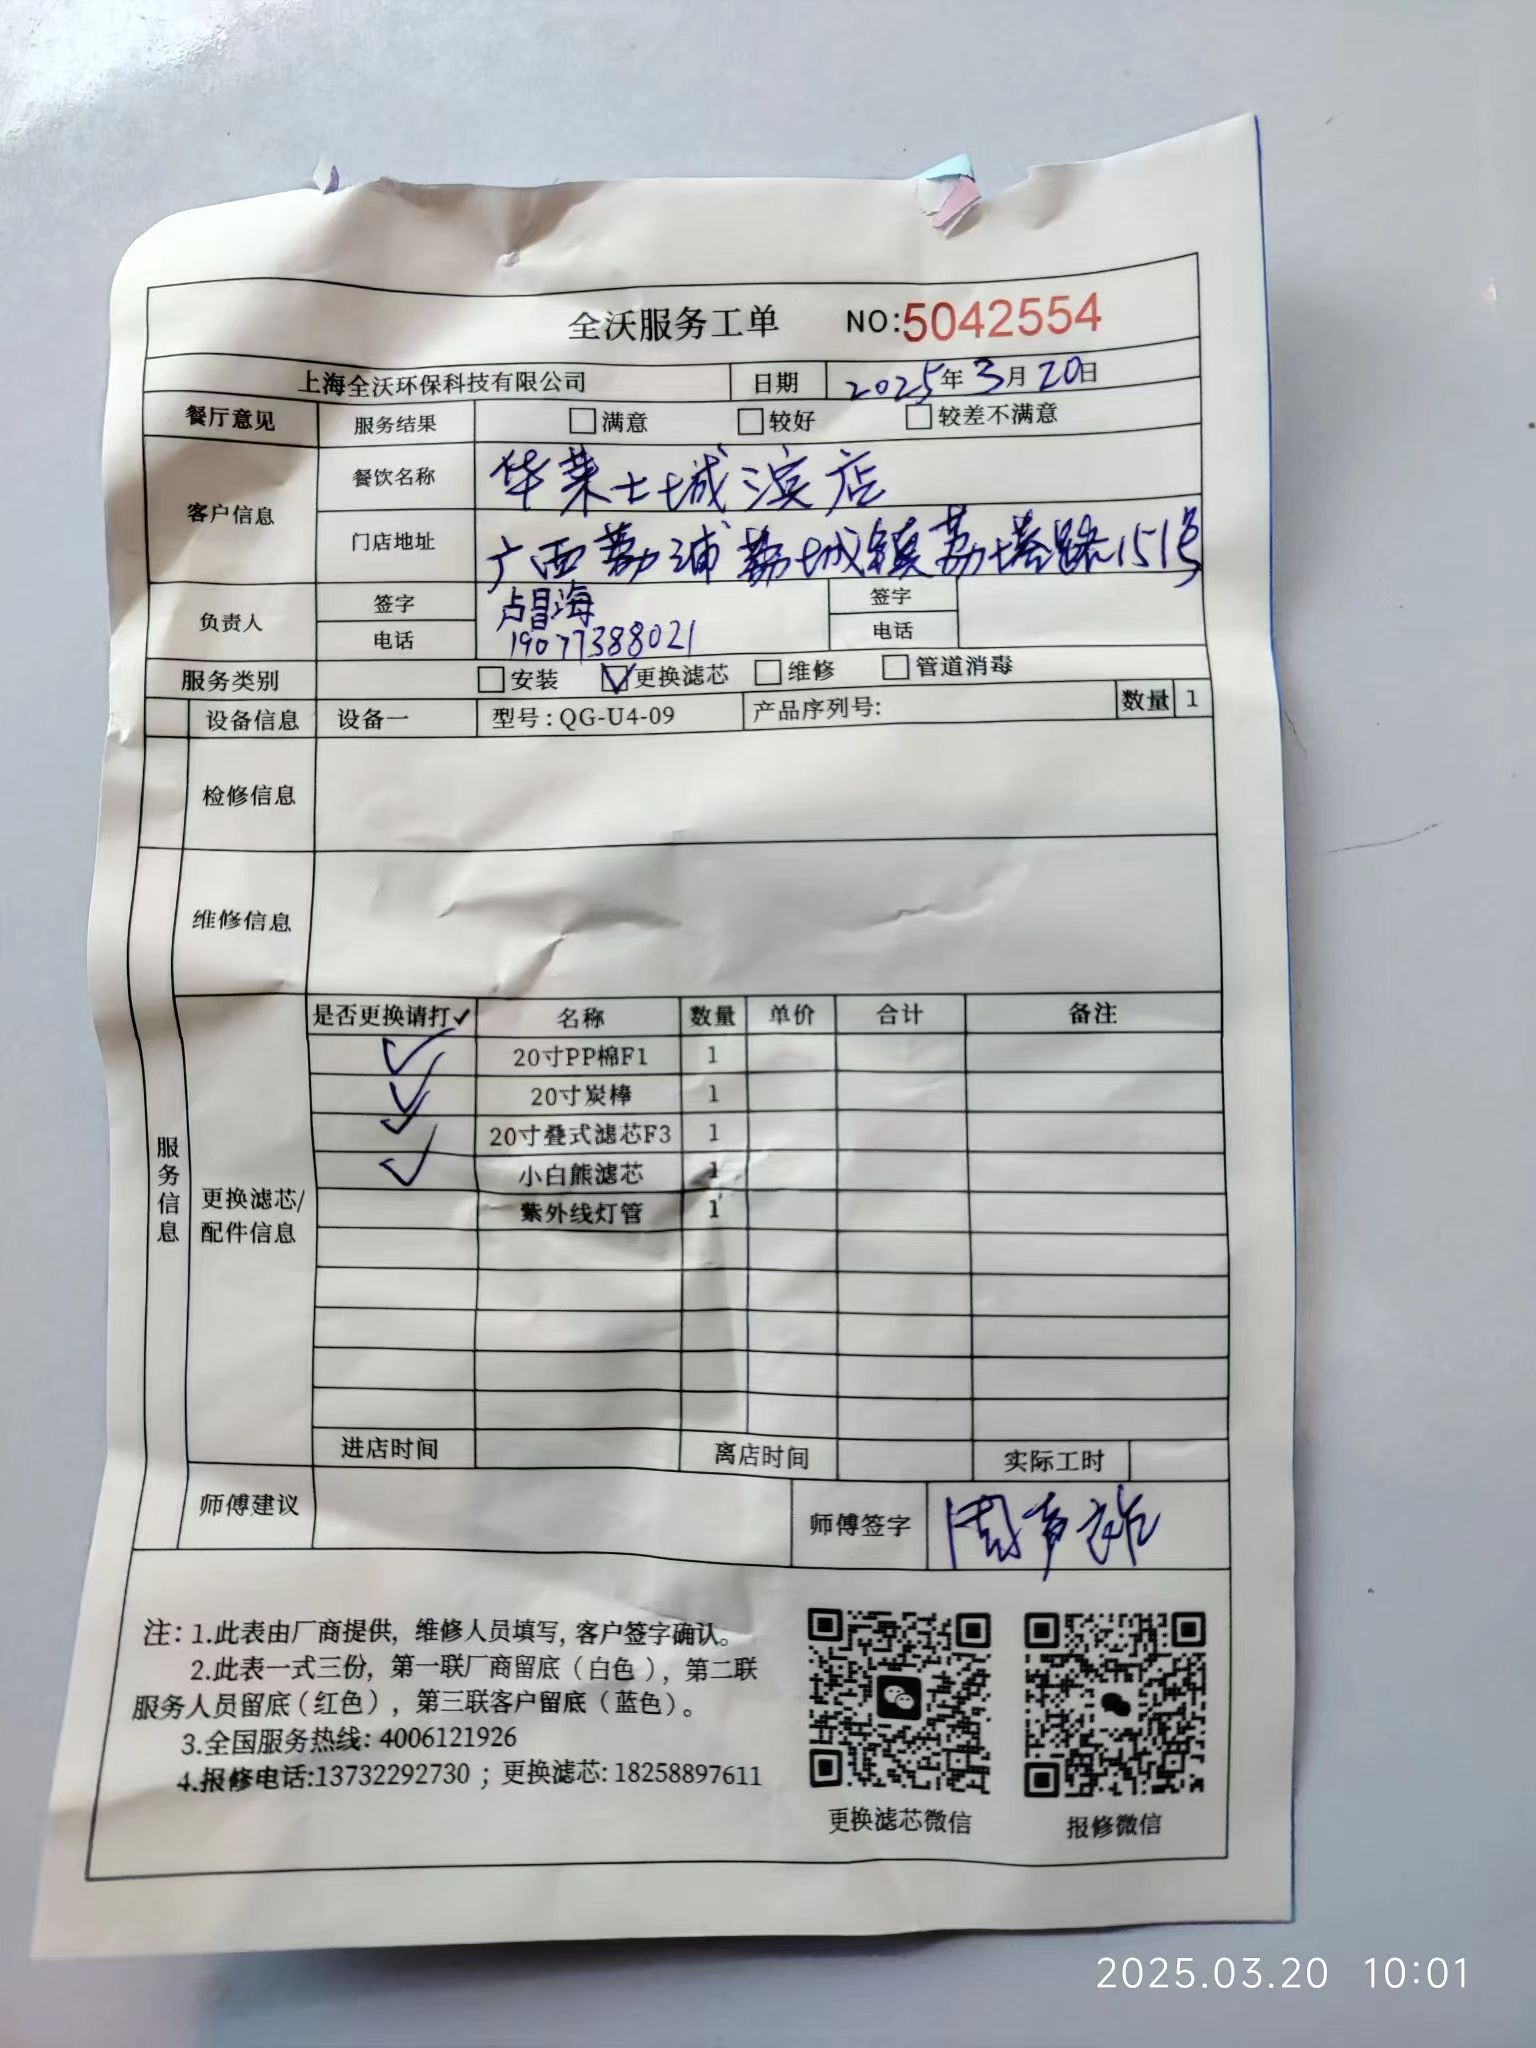 全沃服务工单 NO:5042554
上海全沃环保科技有限公司 日期 2025年3月20日
餐厅意见 服务结果 □满意 □较好 □较差不满意
客户信息 餐饮名称 华莱士城滨店
门店地址 广西荔浦荔城镇荔塔路151号
负责人 签字 占昌海 签字
电话 19077388021 电话
服务类别 □安装 ☑更换滤芯 □维修 □管道消毒
设备信息 设备一 型号:QG-U4-09 产品序列号: 数量 1
检修信息
维修信息
服务信息
更换滤芯/
配件信息
是否更换请打✓ 名称 数量 单价 合计 备注
✓ 20寸PP棉F1 1
✓ 20寸炭棒 1
✓ 20寸叠式滤芯F3 1
✓ 小白熊滤芯 1
紫外线灯管 1
进店时间 离店时间 实际工时
师傅建议 师傅签字
注: 1.此表由厂商提供, 维修人员填写, 客户签字确认。
2.此表一式三份, 第一联厂商留底(白色), 第二联
服务人员留底(红色), 第三联客户留底(蓝色)。
3.全国服务热线: 4006121926
4.报修电话:13732292730 ; 更换滤芯: 18258897611
更换滤芯微信 报修微信
2025.03.20 10:01